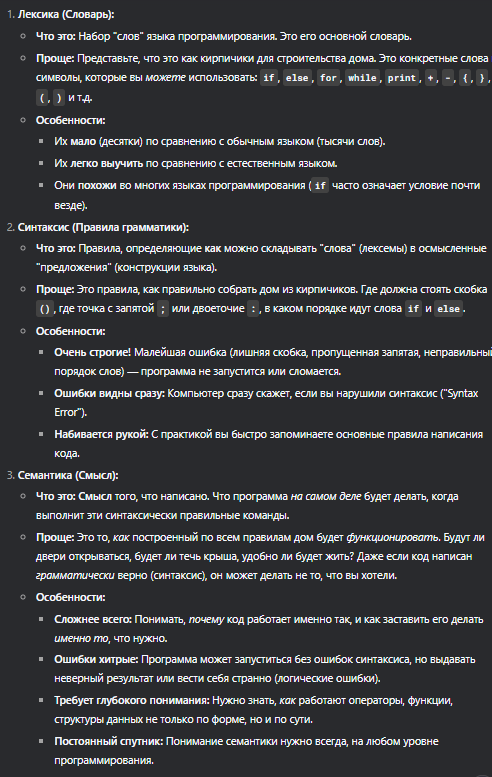 1. Лексика (Словарь):
Что это: Набор "слов" языка программирования. Это его основной словарь.
Проще: Представьте, что это как кирпичики для строительства дома. Это конкретные слова и
символы, которые вы можете использовать: if, else, for, while, print, +, -, {, },
(, ) и т.д.
Особенности:
Их мало (десятки) по сравнению с обычным языком (тысячи слов).
Их легко выучить по сравнению с естественным языком.
Они похожи во многих языках программирования (if часто означает условие почти
везде).
2. Синтаксис (Правила грамматики):
Что это: Правила, определяющие как можно складывать "слова" (лексемы) в осмысленные
"предложения" (конструкции языка).
Проще: Это правила, как правильно собрать дом из кирпичиков. Где должна стоять скобка
(), где точка с запятой ; или двоеточие :, в каком порядке идут слова if и else.
Особенности:
Очень строгие! Малейшая ошибка (лишняя скобка, пропущенная запятая, неправильный
порядок слов) — программа не запустится или сломается.
Ошибки видны сразу: Компьютер сразу скажет, если вы нарушили синтаксис ("Syntax
Error").
Набивается рукой: С практикой вы быстро запоминаете основные правила написания
кода.
3. Семантика (Смысл):
Что это: Смысл того, что написано. Что программа на самом деле будет делать, когда
выполнит эти синтаксически правильные команды.
Проще: Это то, как построенный по всем правилам дом будет функционировать. Будут ли
двери открываться, будет ли течь крыша, удобно ли будет жить? Даже если код написан
грамматически верно (синтаксис), он может делать не то, что вы хотели.
Особенности:
Сложнее всего: Понимать, почему код работает именно так, и как заставить его делать
именно то, что нужно.
Ошибки хитрые: Программа может запуститься без ошибок синтаксиса, но выдавать
неверный результат или вести себя странно (логические ошибки).
Требует глубокого понимания: Нужно знать, как работают операторы, функции,
структуры данных не только по форме, но и по сути.
Постоянный спутник: Понимание семантики нужно всегда, на любом уровне
программирования.